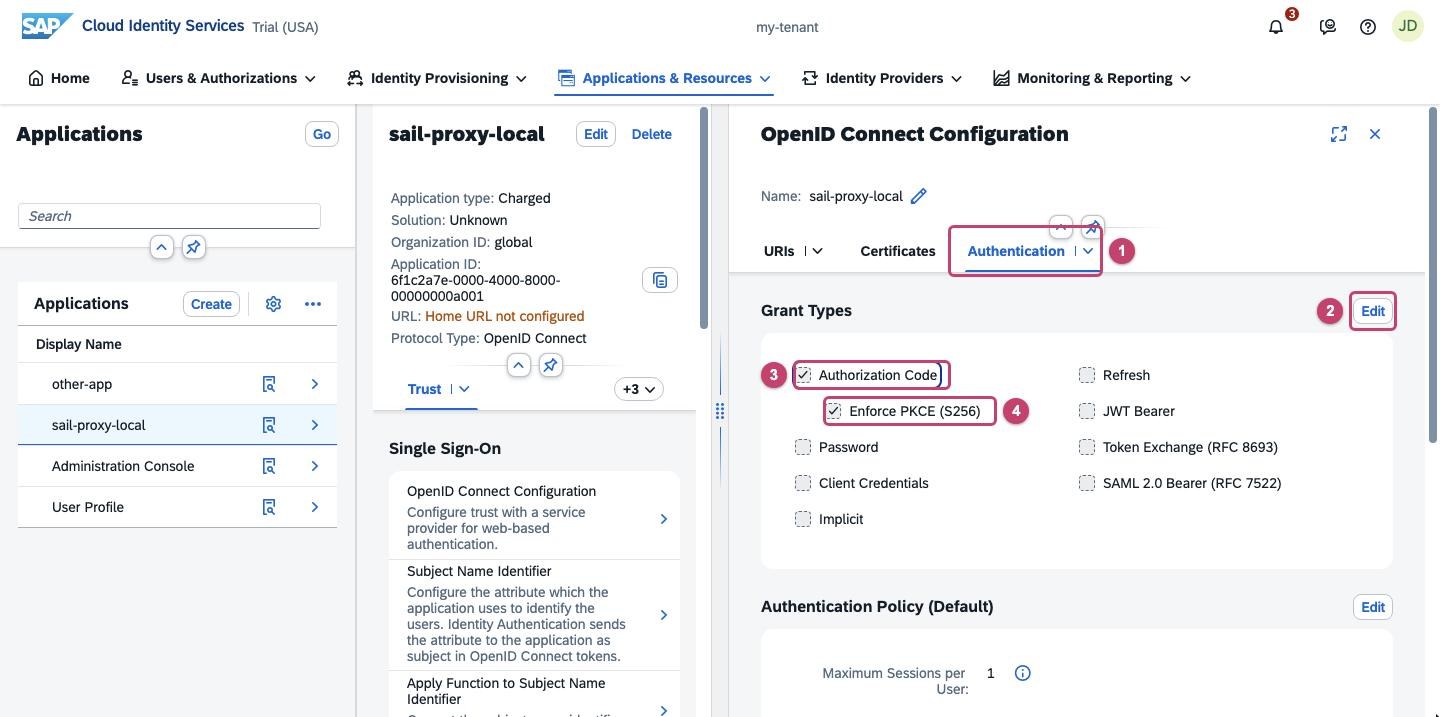 SAP Cloud Identity Services Trial (USA)
my-tenant
3
JD
Home
Users & Authorizations
Identity Provisioning
Applications & Resources
Identity Providers
Monitoring & Reporting
Applications
Go
Search
Applications
Create
Display Name
other-app
sail-proxy-local
Administration Console
User Profile
sail-proxy-local
Edit
Delete
Application type: Charged
Solution: Unknown
Organization ID: global
Application ID:
6f1c2a7e-0000-4000-8000-
00000000a001
URL: Home URL not configured
Protocol Type: OpenID Connect
Trust
+3
Single Sign-On
OpenID Connect Configuration
Configure trust with a service
provider for web-based
authentication.
Subject Name Identifier
Configure the attribute which the
application uses to identify the
users. Identity Authentication sends
the attribute to the application as
subject in OpenID Connect tokens.
Apply Function to Subject Name
Identifier
OpenID Connect Configuration
Name: sail-proxy-local
URIs
Certificates
Authentication
1
Grant Types
2
Edit
3
Authorization Code
Refresh
Enforce PKCE (S256)
4
JWT Bearer
Password
Token Exchange (RFC 8693)
Client Credentials
SAML 2.0 Bearer (RFC 7522)
Implicit
Authentication Policy (Default)
Edit
Maximum Sessions per
User:
1